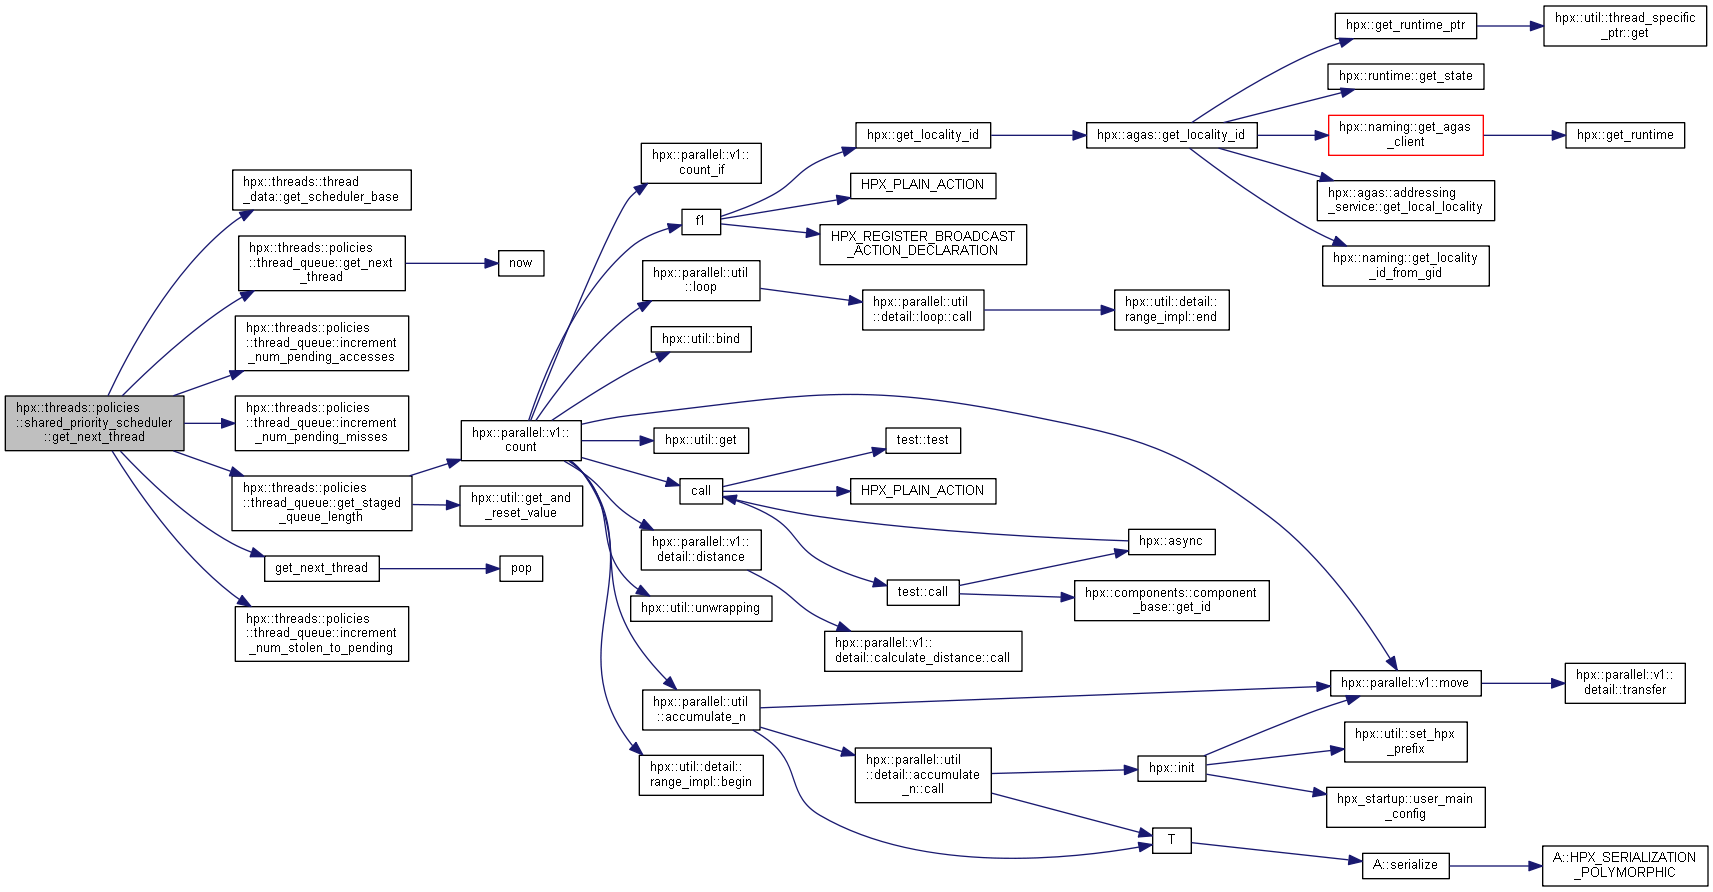 hpx::threads::policies
::shared_priority_scheduler
::get_next_thread
hpx::threads::thread
_data::get_scheduler_base
hpx::threads::policies
::thread_queue::get_next
_thread
now
hpx::threads::policies
::thread_queue::increment
_num_pending_accesses
hpx::threads::policies
::thread_queue::increment
_num_pending_misses
hpx::threads::policies
::thread_queue::get_staged
_queue_length
get_next_thread
pop
hpx::threads::policies
::thread_queue::increment
_num_stolen_to_pending
hpx::parallel::v1::
count
hpx::util::get_and
_reset_value
hpx::parallel::v1::
count_if
f1
hpx::parallel::util
::loop
hpx::util::bind
hpx::util::get
call
hpx::parallel::v1::
detail::distance
hpx::util::unwrapping
hpx::parallel::util
::accumulate_n
hpx::util::detail::
range_impl::begin
hpx::get_locality_id
HPX_PLAIN_ACTION
HPX_REGISTER_BROADCAST
_ACTION_DECLARATION
hpx::parallel::util
::detail::loop::call
hpx::util::detail::
range_impl::end
test::test
HPX_PLAIN_ACTION
test::call
hpx::async
hpx::components::component
_base::get_id
hpx::parallel::v1::
detail::calculate_distance::call
hpx::parallel::util
::detail::accumulate
_n::call
hpx::init
T
hpx::agas::get_locality_id
hpx::get_runtime_ptr
hpx::util::thread_specific
_ptr::get
hpx::runtime::get_state
hpx::naming::get_agas
_client
hpx::get_runtime
hpx::agas::addressing
_service::get_local_locality
hpx::naming::get_locality
_id_from_gid
hpx::parallel::v1::move
hpx::parallel::v1::
detail::transfer
hpx::util::set_hpx
_prefix
hpx_startup::user_main
_config
A::serialize
A::HPX_SERIALIZATION
_POLYMORPHIC